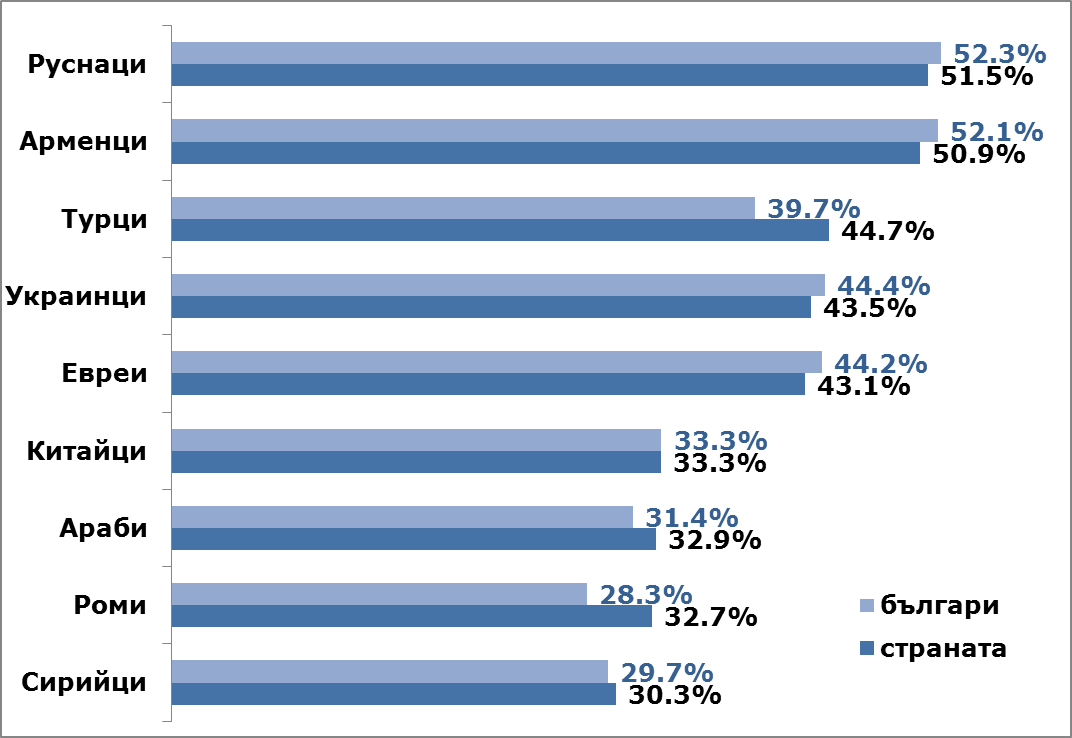 Руснаци
52.3%
51.5%
Арменци
52.1%
50.9%
Турци
39.7%
44.7%
Украинци
44.4%
43.5%
Евреи
44.2%
43.1%
Китайци
33.3%
33.3%
Араби
31.4%
32.9%
Роми
28.3%
32.7%
Сирийци
29.7%
30.3%
българи
страната